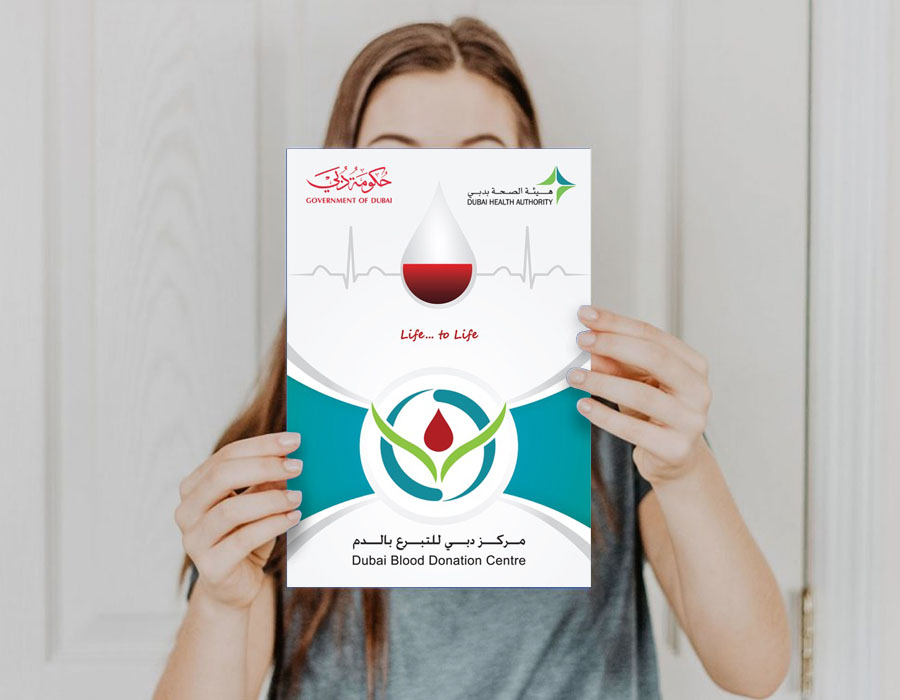 حكومة دبي
GOVERNMENT OF DUBAI
هيئة الصحة بدبي
DUBAI HEALTH AUTHORITY
Life... to Life
مركز دبي للتبرع بالدم
Dubai Blood Donation Centre